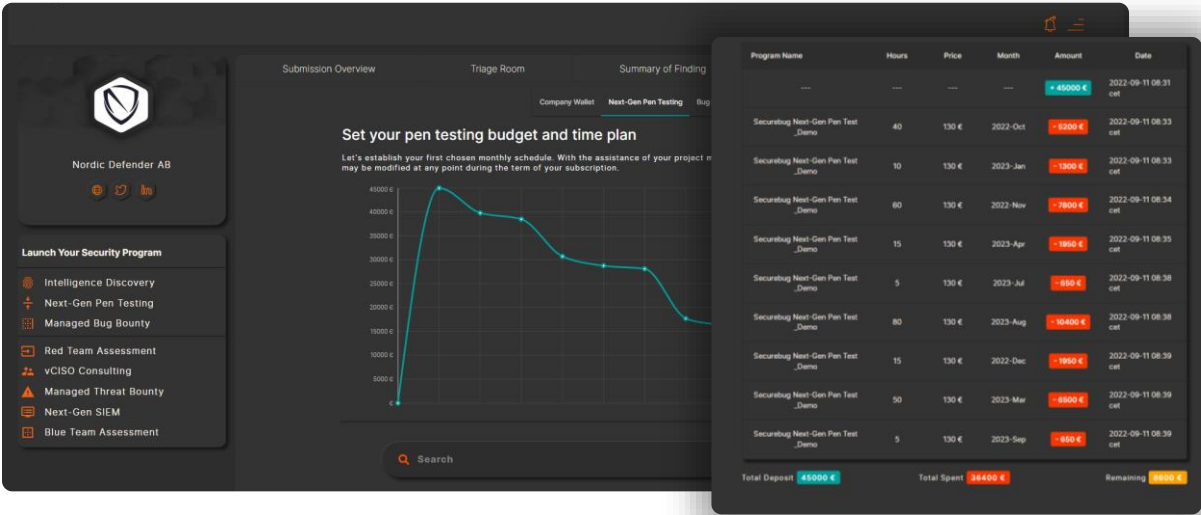 Submission Overview
Triage Room
Summary of Finding
Company Wallet
Next-Gen Pen Testing
Bug
Set your pen testing budget and time plan
Let's establish your first chosen monthly schedule. With the assistance of your project m
may be modified at any point during the term of your subscription.
45000 €
40000 €
35000 €
30000 €
25000 €
20000 €
15000 €
10000 €
5000 €
€
Search
Nordic Defender AB
Launch Your Security Program
Intelligence Discovery
Next-Gen Pen Testing
Managed Bug Bounty
Red Team Assessment
vCISO Consulting
Managed Threat Bounty
Next-Gen SIEM
Blue Team Assessment
Program Name Hours Price Month Amount Date
--- --- --- --- + 45000 € 2022-09-11 08:31
cet
Securebug Next-Gen Pen Test
_Demo
40 130 € 2022-Oct - 5200 € 2022-09-11 08:33
cet
Securebug Next-Gen Pen Test
_Demo
10 130 € 2023-Jan - 1300 € 2022-09-11 08:33
cet
Securebug Next-Gen Pen Test
_Demo
60 130 € 2022-Nov - 7800 € 2022-09-11 08:34
cet
Securebug Next-Gen Pen Test
_Demo
15 130 € 2023-Apr - 1950 € 2022-09-11 08:35
cet
Securebug Next-Gen Pen Test
_Demo
5 130 € 2023-Jul - 650 € 2022-09-11 08:38
cet
Securebug Next-Gen Pen Test
_Demo
80 130 € 2023-Aug - 10400 € 2022-09-11 08:38
cet
Securebug Next-Gen Pen Test
_Demo
15 130 € 2022-Dec - 1950 € 2022-09-11 08:39
cet
Securebug Next-Gen Pen Test
_Demo
50 130 € 2023-Mar - 6500 € 2022-09-11 08:39
cet
Securebug Next-Gen Pen Test
_Demo
5 130 € 2023-Sep - 650 € 2022-09-11 08:39
cet
Total Deposit 45000 €
Total Spent 36400 €
Remaining 8600 €